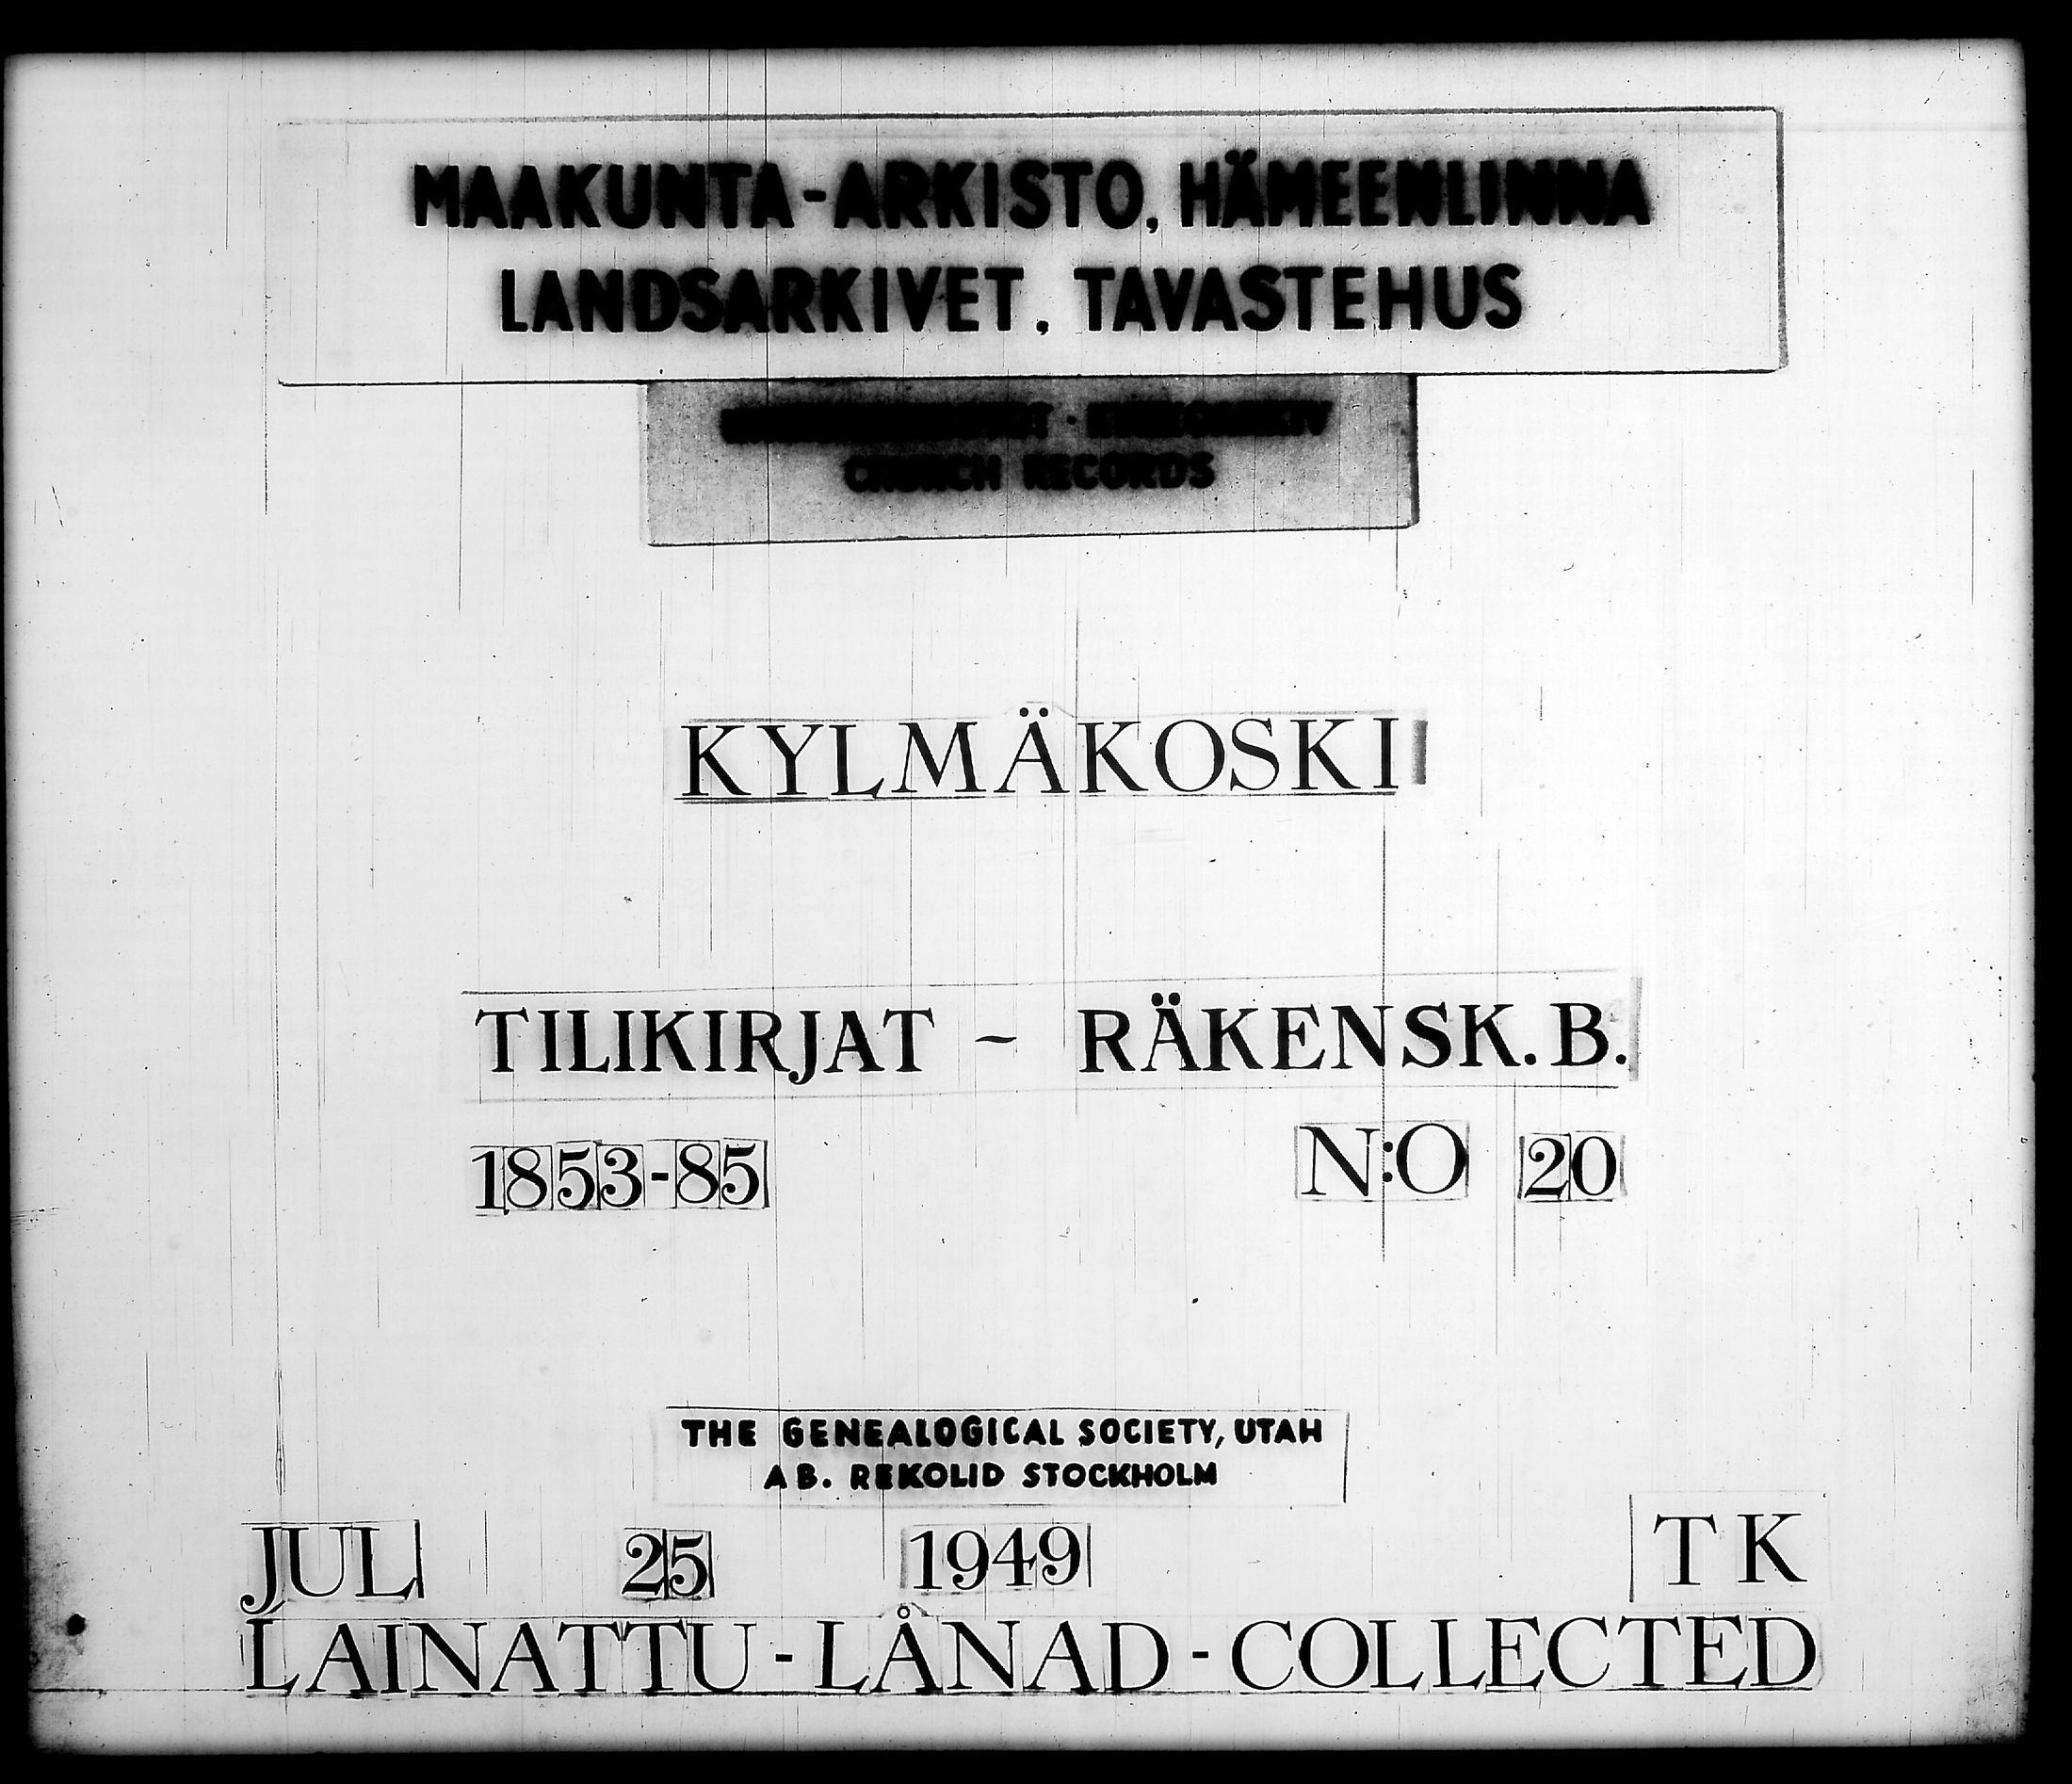 MAAKUNTA-ARKISTO, HÄMEENLINNA
LANDSARKIVET, TAVASTEHUS
CHURCH RECORDS
KYLMÄKOSKI
TILIKIRJAT - RÄKENSK. B.
1853-85 N:O 20
THE GENEALOGICAL SOCIETY, UTAH
AB. REKOLID STOCKHOLM
JUL 25 1949 TK
LAINATTU - LÅNAD - COLLECTED